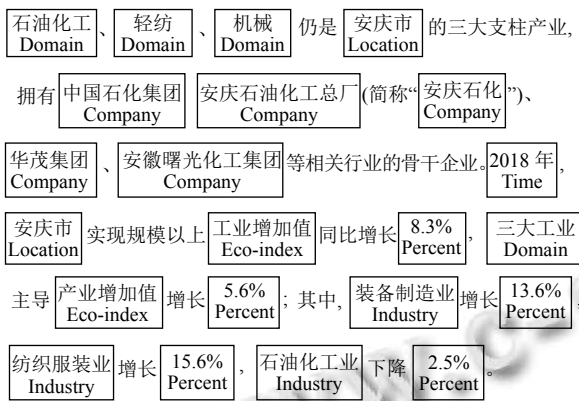 石油化工、轻纺、机械仍是安庆市的三大支柱产业,
Domain Domain Domain Location
拥有中国石化集团 安庆石油化工总厂(简称“安庆石化”)、
Company Company Company
华茂集团、安徽曙光化工集团等相关行业的骨干企业。2018 年,
Company Company Time
安庆市实现规模以上工业增加值同比增长8.3%, 三大工业
Location Eco-index Percent Domain
主导产业增加值增长5.6%; 其中, 装备制造业增长13.6%,
Eco-index Percent Industry Percent
纺织服装业增长15.6%, 石油化工业下降2.5%。
Industry Percent Industry Percent